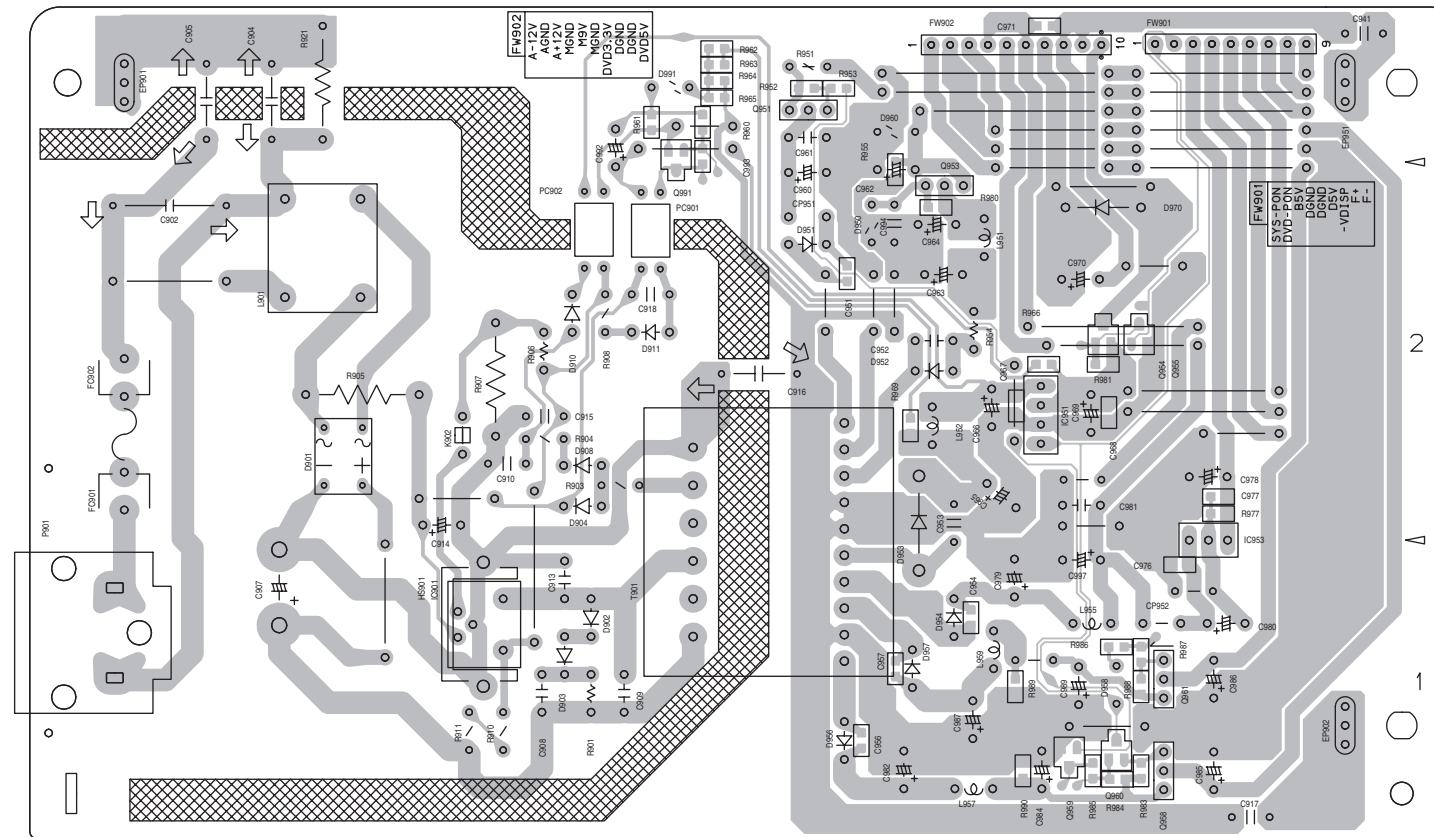 C905
C904
R921
EP901
FW902
A-12V
AGND
A+12V
MGND
M9V
MGND
DVD3.3V
DGND
DGND
DVD5V
R962
R963
R964
R965
D991
R961
R960
C992
C993
Q991
PC902
PC901
R951
R952
R953
Q951
C961
C960
CP951
D951
D960
R955
C962
Q953
R980
D950
C994
C964
L951
C951
C963
FW902
C971
1
10
FW901
1
9
C941
EP951
D970
FW901
SYS-PON
DVD-PON
B5V
DGND
DGND
D5V
-VDISP
F+
F-
C970
C902
L901
C918
D910
R908
D911
R906
R907
R954
R966
C952
D952
R969
C967
R981
Q954
Q955
2
FC902
R905
C916
C915
R904
D908
K902
C910
R903
D904
L952
C966
IC951
C969
C968
D901
FC901
P901
C914
C965
C953
D953
C981
C978
C977
R977
IC953
C976
C979
C997
C907
HS901
IC901
C913
D902
T901
D954
C954
L955
CP952
C980
D903
C909
C957
D957
L959
R986
R989
C989
D958
R988
R987
Q961
C986
1
EP902
R911
R910
C908
R901
D956
C956
C987
C982
L957
R990
C984
Q959
R985
Q960
R984
R983
Q958
C985
C917